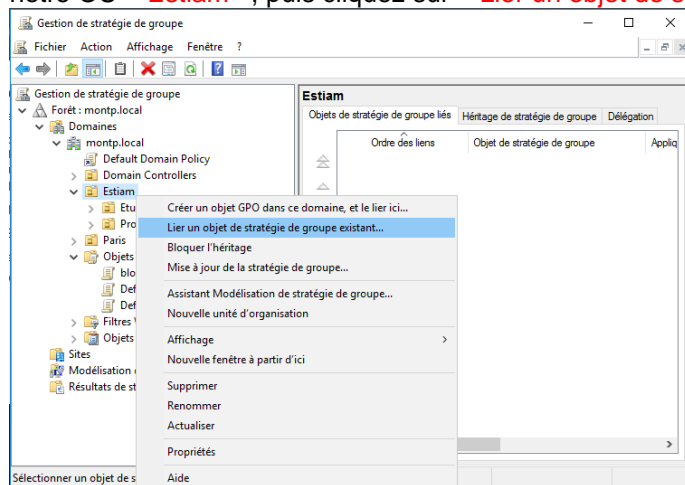 notre OU " Estiam ", puis cliquez sur " Lier un objet de s
Gestion de stratégie de groupe
Fichier Action Affichage Fenêtre ?
Gestion de stratégie de groupe
Forêt : montp.local
Domaines
montp.local
Default Domain Policy
Domain Controllers
Estiam
Etu
Pro
Paris
Objets
blo
Def
Def
Filtres
Objets
Sites
Modélisation
Résultats de st
Estiam
Objets de stratégie de groupe liés Héritage de stratégie de groupe Délégation
Ordre des liens Objet de stratégie de groupe Appliq
Créer un objet GPO dans ce domaine, et le lier ici...
Lier un objet de stratégie de groupe existant...
Bloquer l'héritage
Mise à jour de la stratégie de groupe...
Assistant Modélisation de stratégie de groupe...
Nouvelle unité d'organisation
Affichage
Nouvelle fenêtre à partir d'ici
Supprimer
Renommer
Actualiser
Propriétés
Aide
Sélectionner un objet de s